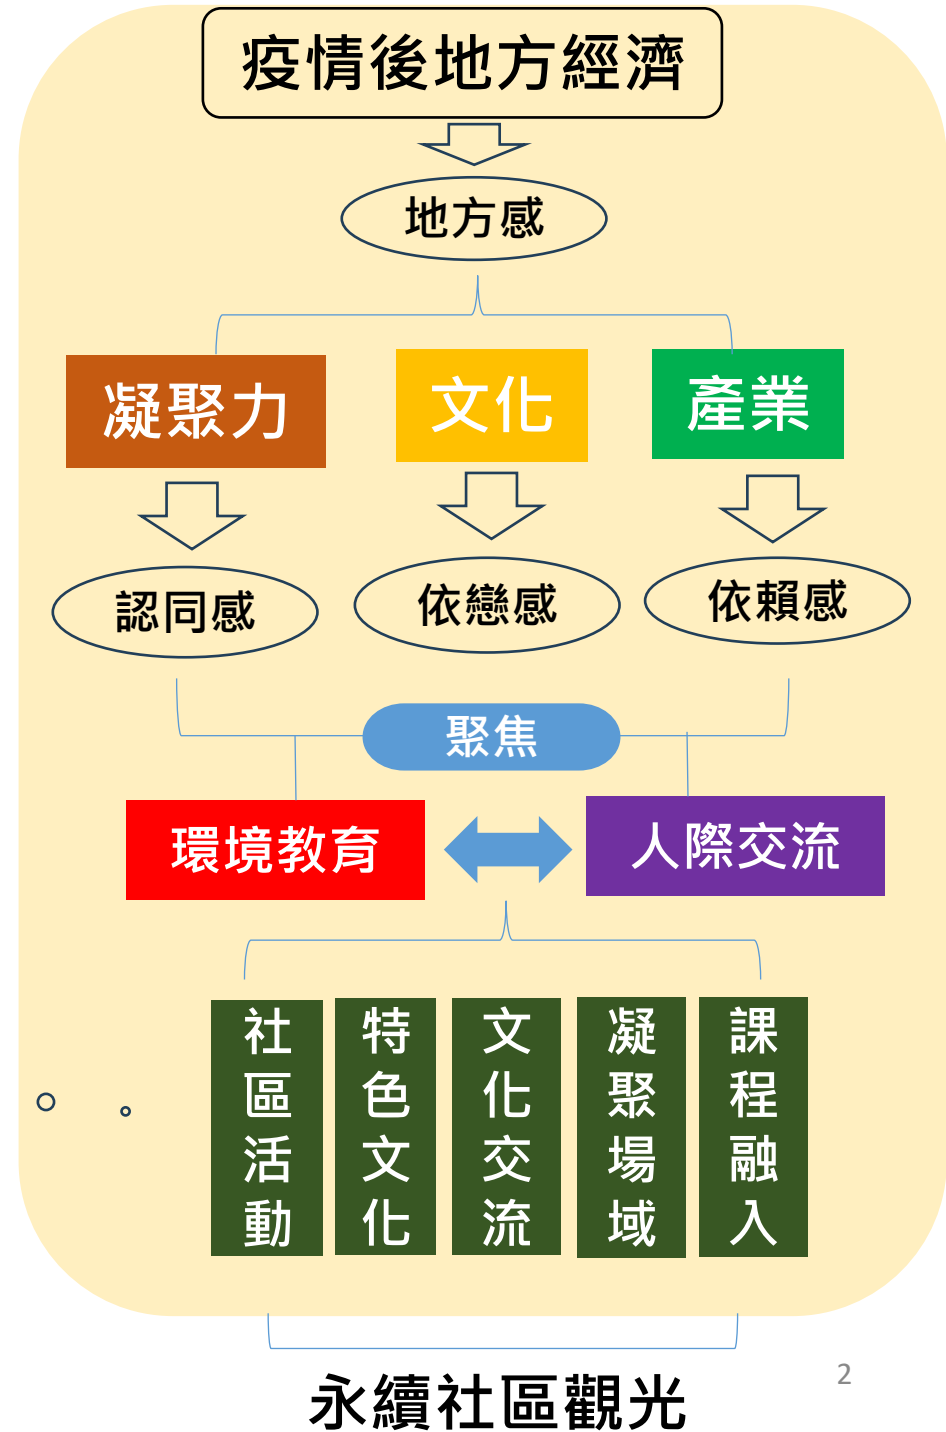 疫情後地方經濟
地方感
凝聚力
文化
產業
認同感
依戀感
依賴感
聚焦
環境教育
人際交流
社區活動
特色文化
文化交流
凝聚場域
課程融入
永續社區觀光
2